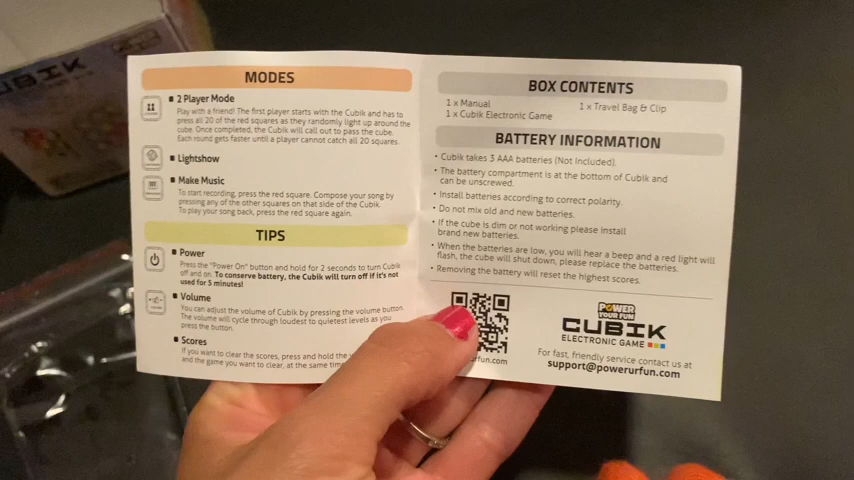 UBIK
MODES
2 Player Mode
Play with a friend! The first player starts with the Cubik and has to
press all 20 of the red squares as they randomly light up around the
cube. Once completed, the Cubik will call out to pass the cube.
Each round gets faster until a player cannot catch all 20 squares.
Lightshow
Make Music
To start recording, press the red square. Compose your song by
pressing any of the other squares on that side of the Cubik.
To play your song back, press the red square again.
TIPS
Power
Press the "Power On" button and hold for 2 seconds to turn Cubik
off and on. To conserve battery, the Cubik will turn off if it's not
used for 5 minutes!
Volume
You can adjust the volume of Cubik by pressing the volume button.
The volume will cycle through loudest to quietest levels as you
press the button.
Scores
If you want to clear the scores, press and hold the
and the game you want to clear, at the same time
BOX CONTENTS
1 x Manual
1 x Travel Bag & Clip
1 x Cubik Electronic Game
BATTERY INFORMATION
• Cubik takes 3 AAA batteries (Not Included).
• The battery compartment is at the bottom of Cubik and
can be unscrewed.
• Install batteries according to correct polarity.
• Do not mix old and new batteries.
• If the cube is dim or not working please install
brand new batteries.
• When the batteries are low, you will hear a beep and a red light will
flash, the cube will shut down, please replace the batteries.
• Removing the battery will reset the highest scores.
rfun.com
POWER
YOUR FUN
CUBIK
ELECTRONIC GAME
For fast, friendly service contact us at
support@powerurfun.com